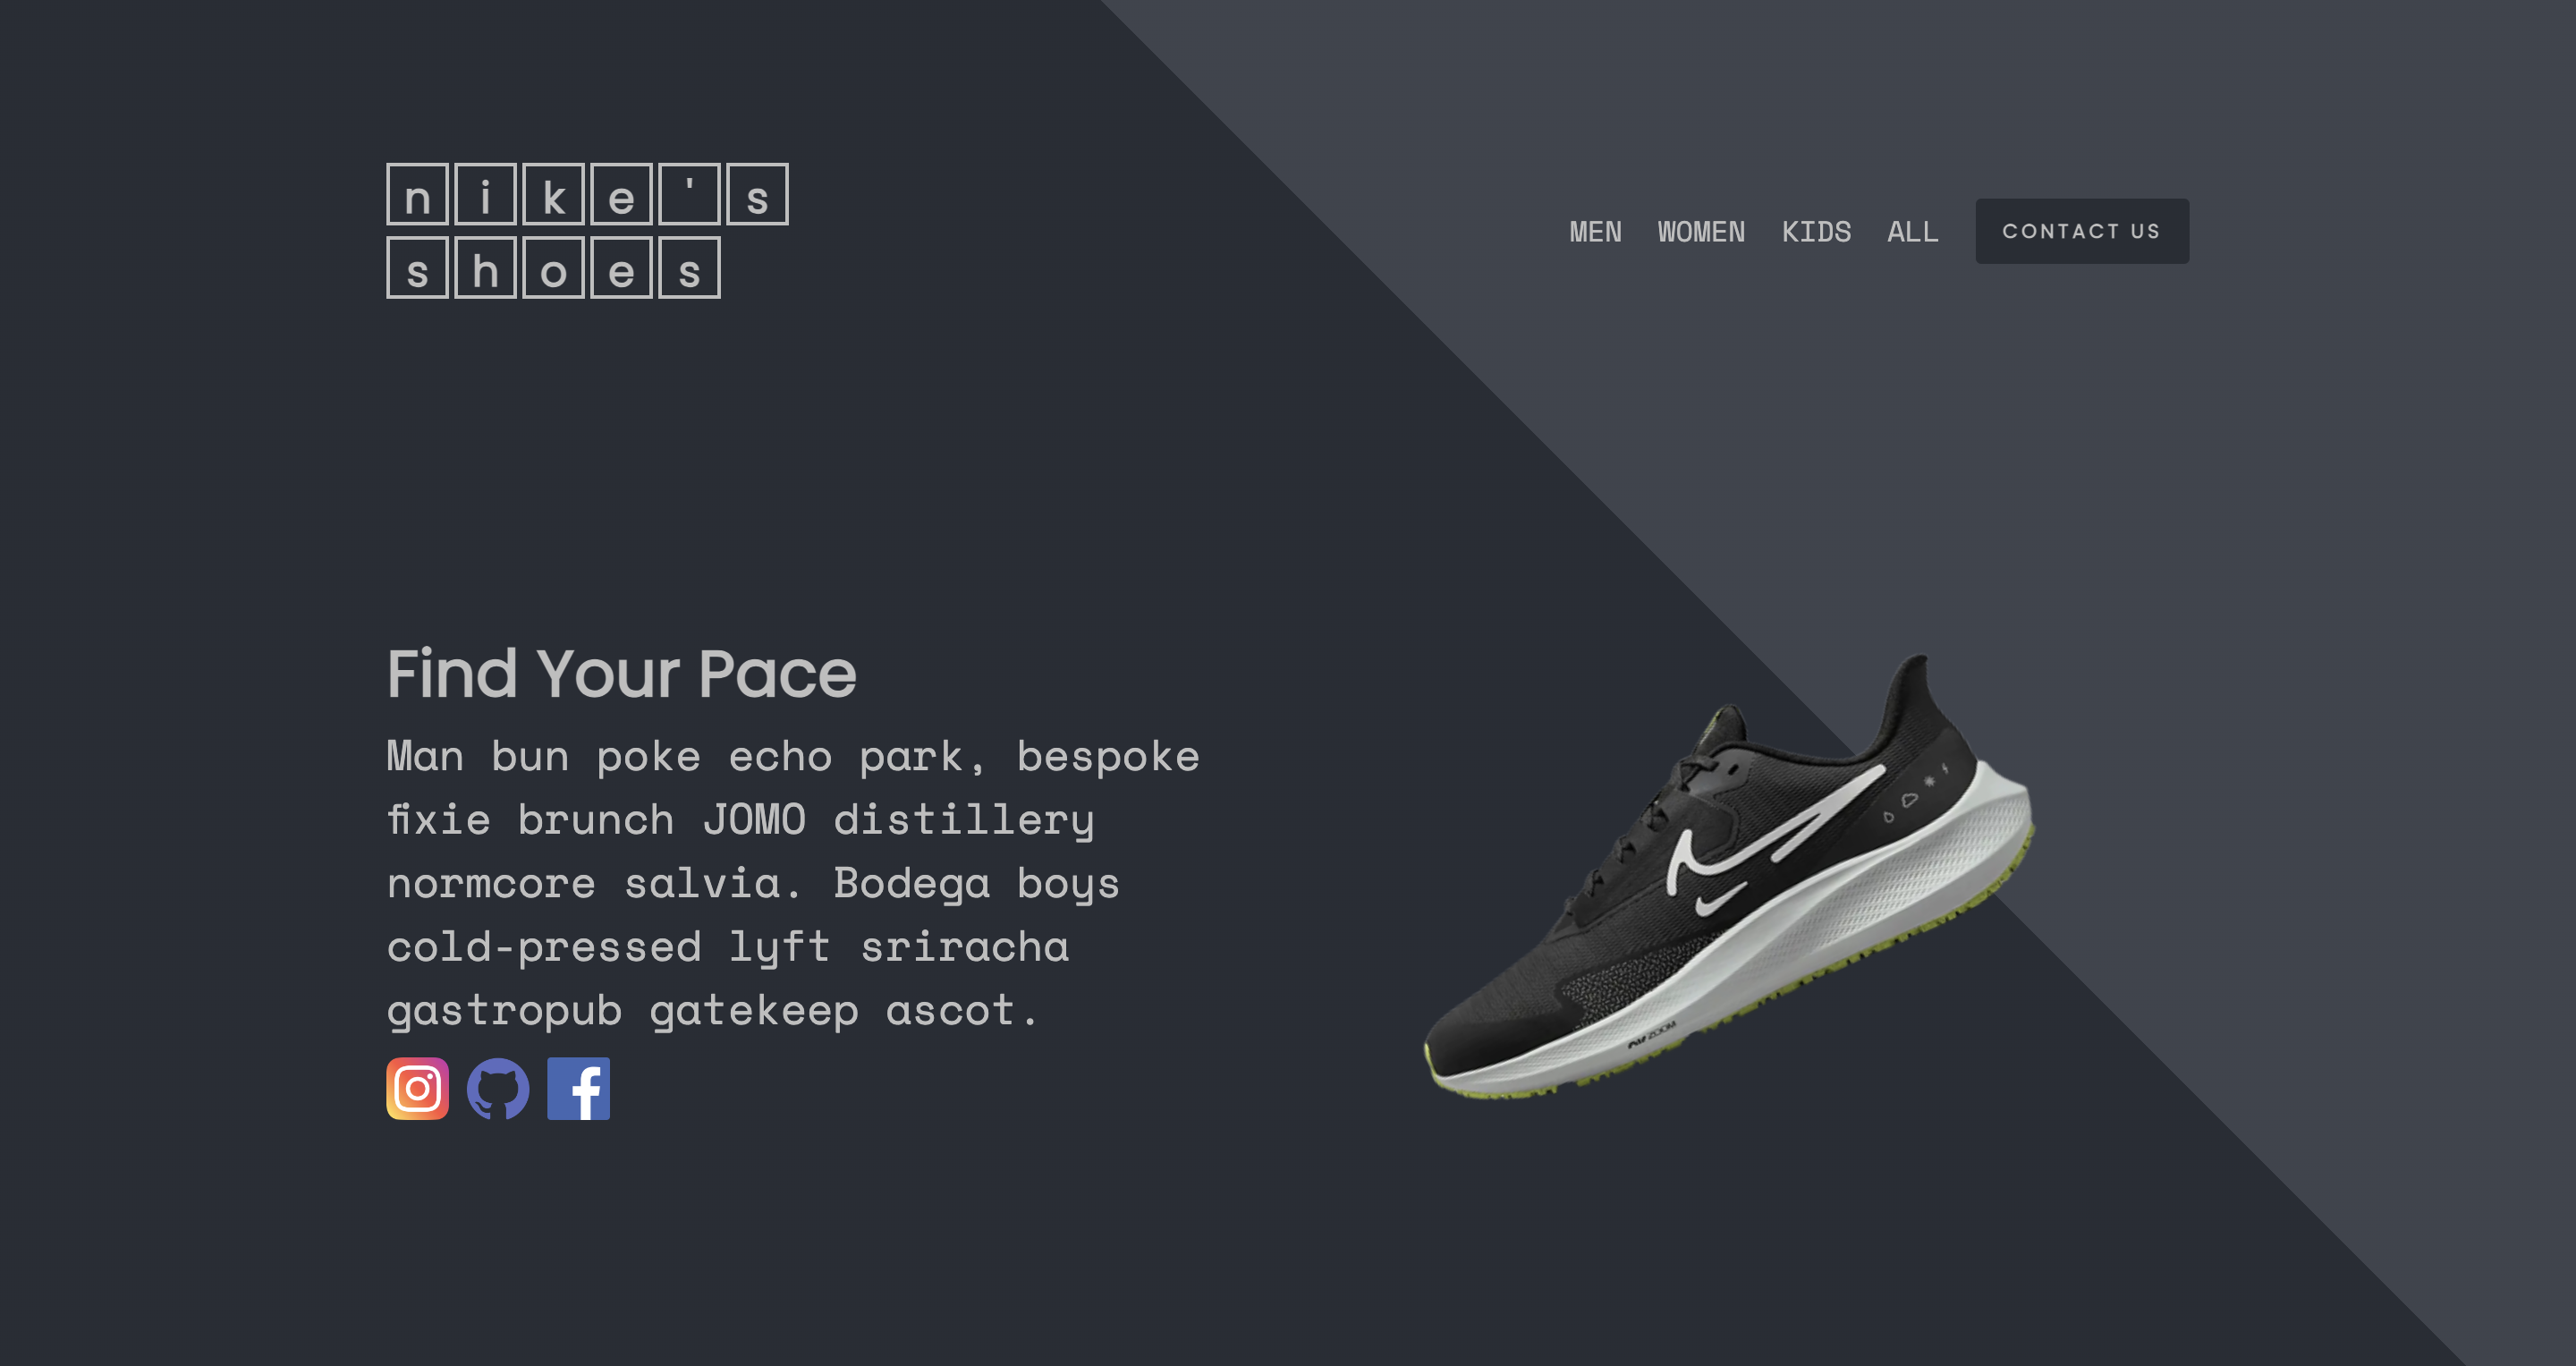 nike's
shoes
MEN WOMEN KIDS ALL CONTACT US
Find Your Pace
Man bun poke echo park, bespoke
fixie brunch JOMO distillery
normcore salvia. Bodega boys
cold-pressed lyft sriracha
gastropub gatekeep ascot.
ZOOM